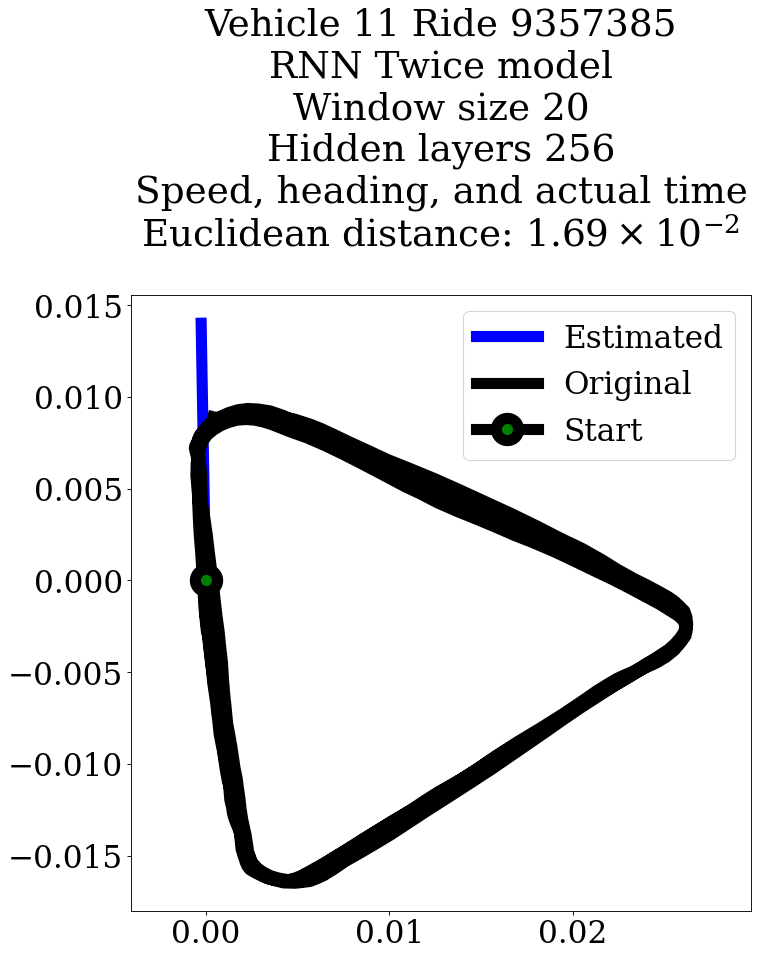 Vehicle 11 Ride 9357385
RNN Twice model
Window size 20
Hidden layers 256
Speed, heading, and actual time
Euclidean distance: 1.69 × 10⁻²
Estimated
Original
Start
0.015
0.010
0.005
0.000
−0.005
−0.010
−0.015
0.00 0.01 0.02